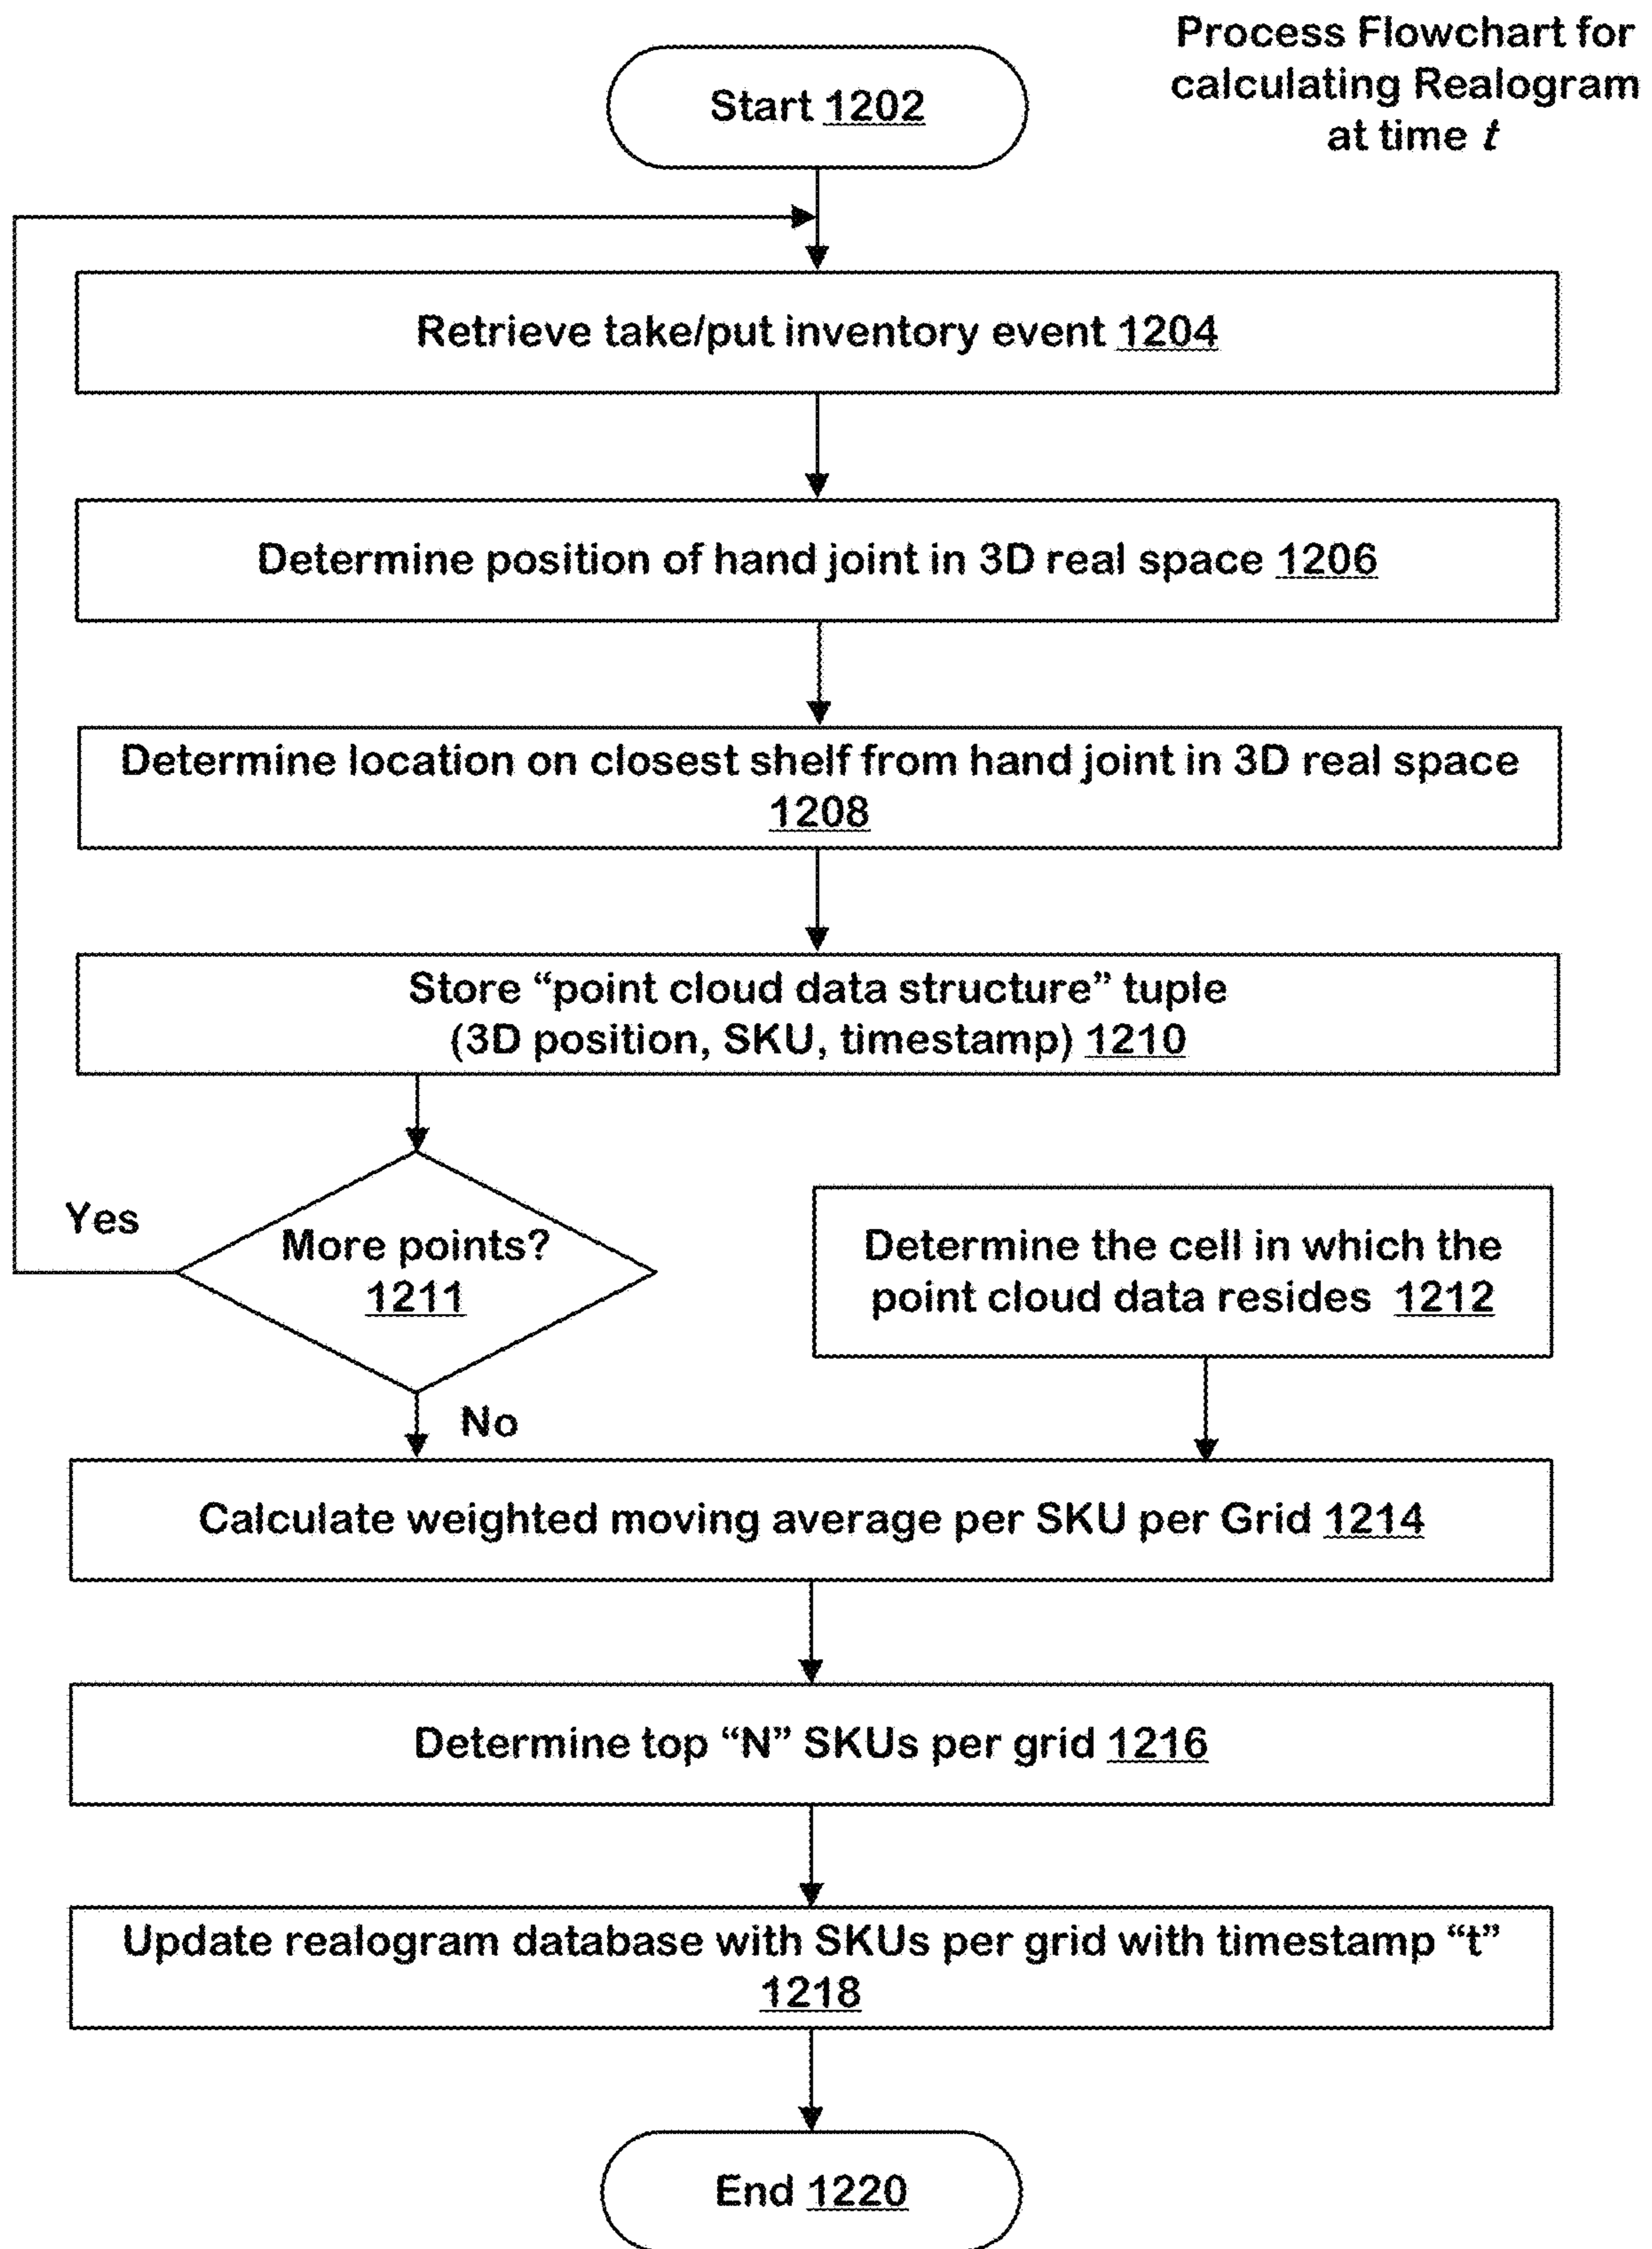 Process Flowchart for
calculating Realogram
at time t
Start 1202
Retrieve take/put inventory event 1204
Determine position of hand joint in 3D real space 1206
Determine location on closest shelf from hand joint in 3D real space
1208
Store “point cloud data structure” tuple
(3D position, SKU, timestamp) 1210
Yes
More points?
1211
Determine the cell in which the
point cloud data resides 1212
No
Calculate weighted moving average per SKU per Grid 1214
Determine top “N” SKUs per grid 1216
Update realogram database with SKUs per grid with timestamp “t”
1218
End 1220